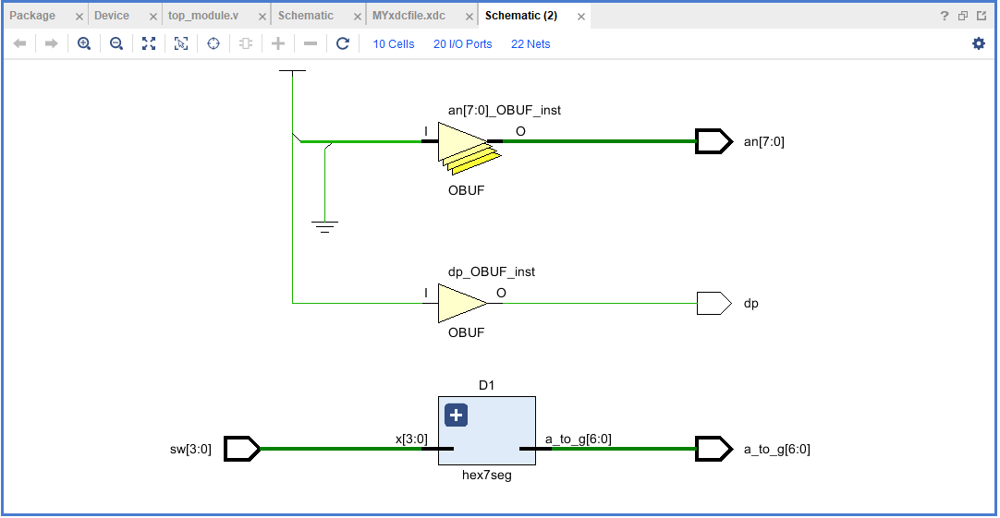 Package Device top_module.v Schematic MYxdcfile.xdc Schematic (2)
10 Cells 20 I/O Ports 22 Nets
an[7:0]_OBUF_inst
I O
an[7:0]
OBUF
dp_OBUF_inst
I O
dp
OBUF
D1
x[3:0] a_to_g[6:0]
sw[3:0] a_to_g[6:0]
hex7seg